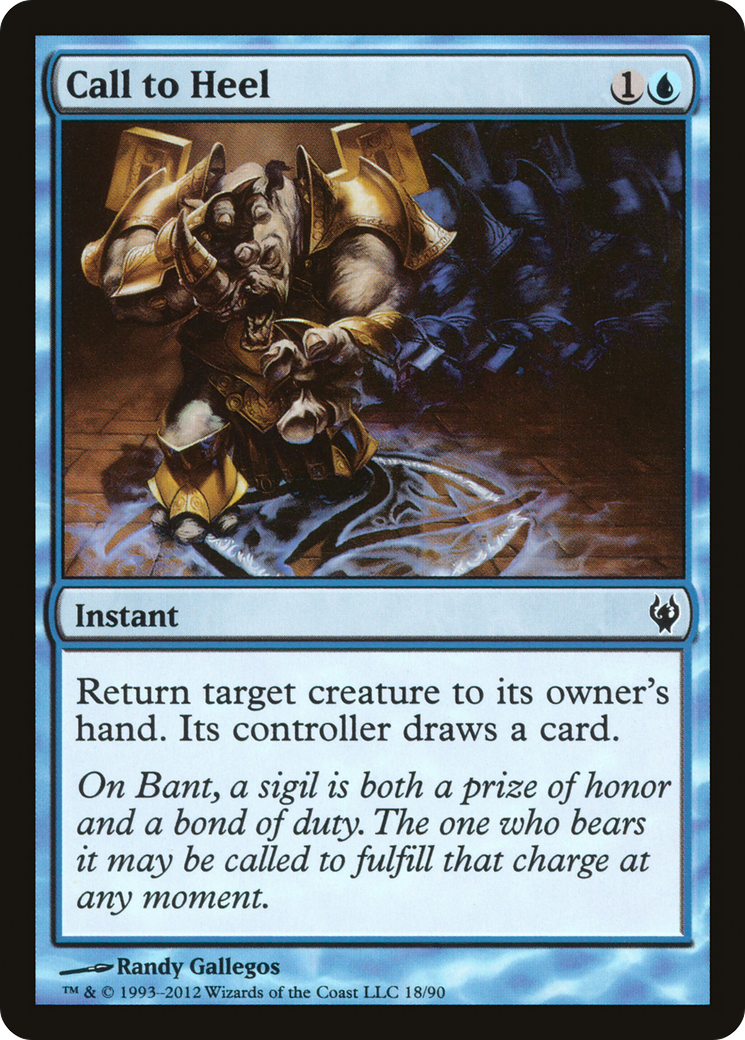 Call to Heel 1
Instant
Return target creature to its owner's
hand. Its controller draws a card.
On Bant, a sigil is both a prize of honor
and a bond of duty. The one who bears
it may be called to fulfill that charge at
any moment.
Randy Gallegos
™ & © 1993–2012 Wizards of the Coast LLC 18/90